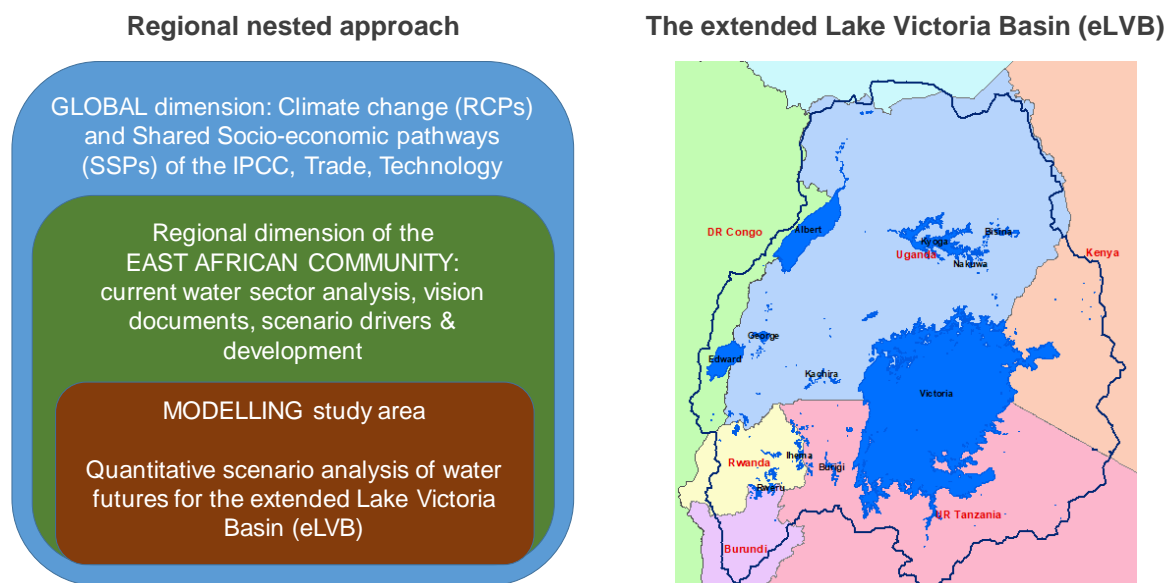 Regional nested approach
GLOBAL dimension: Climate change (RCPs)
and Shared Socio-economic pathways
(SSPs) of the IPCC, Trade, Technology
Regional dimension of the
EAST AFRICAN COMMUNITY:
current water sector analysis, vision
documents, scenario drivers &
development
MODELLING study area
Quantitative scenario analysis of water
futures for the extended Lake Victoria
Basin (eLVB)
The extended Lake Victoria Basin (eLVB)
Albert
DR Congo
Kyoga
Bisina
Uganda
Nakuwa
Kenya
George
Edward
Kachira
Victoria
Ihema
Rwanda
Burigi
Rweru
UR Tanzania
Burundi